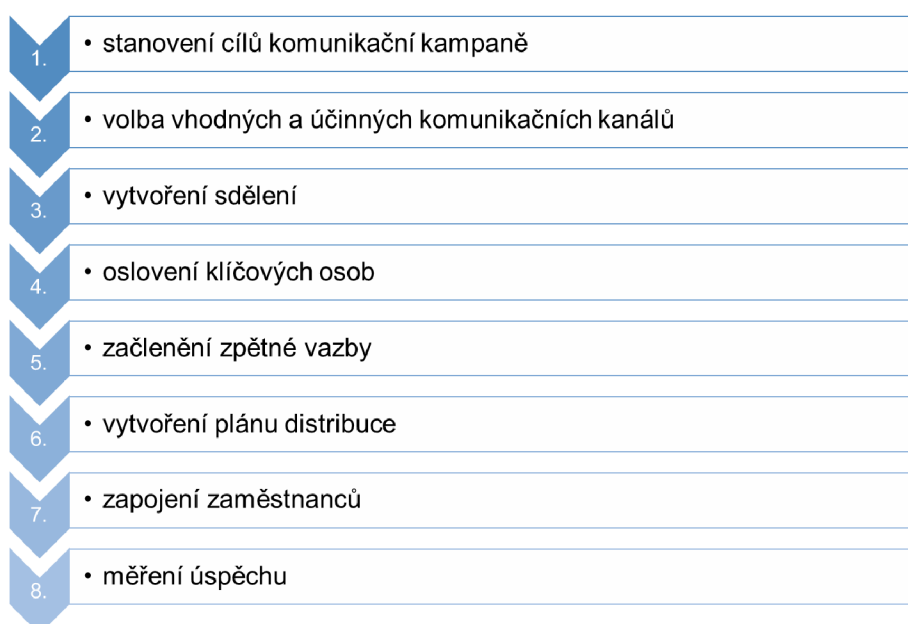 1. • stanovení cílů komunikační kampaně
2. • volba vhodných a účinných komunikačních kanálů
3. • vytvoření sdělení
4. • oslovení klíčových osob
5. • začlenění zpětné vazby
6. • vytvoření plánu distribuce
7. • zapojení zaměstnanců
8. • měření úspěchu